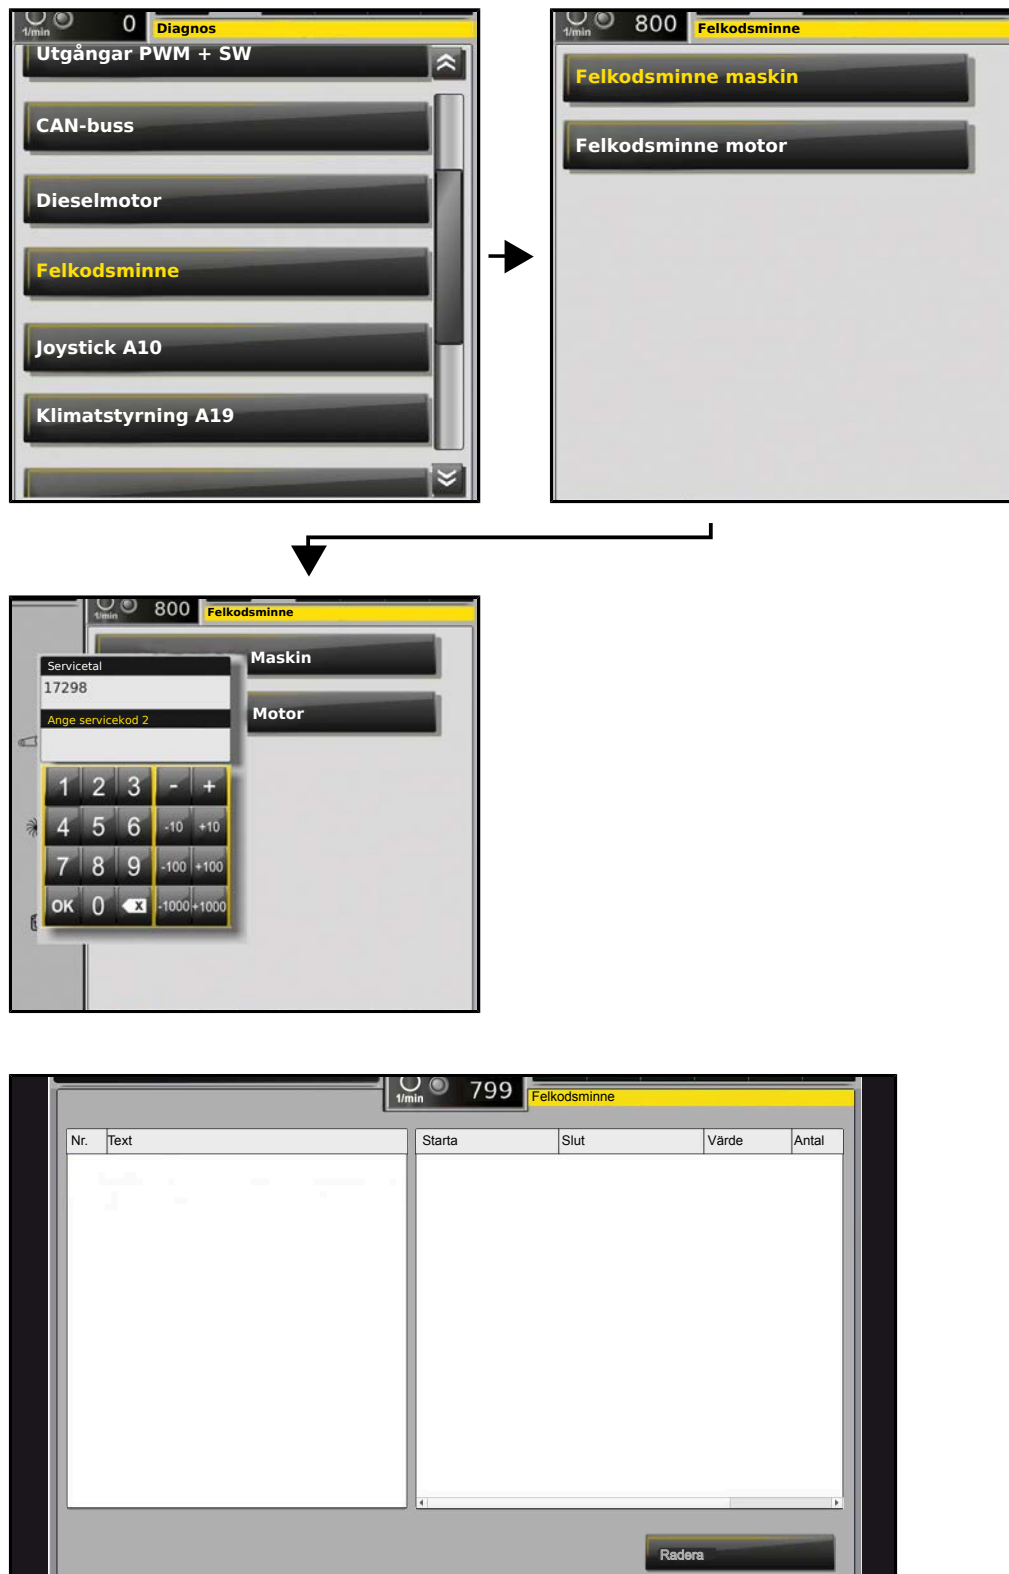 1/min 0 Diagnos
Utgångar PWM + SW
CAN-buss
Dieselmotor
Felkodsminne
Joystick A10
Klimatstyrning A19
1/min 800 Felkodsminne
Felkodsminne maskin
Felkodsminne motor
1/min 800 Felkodsminne
Maskin
Motor
Servicetal
17298
Ange servicekod 2
1 2 3 - +
4 5 6 -10 +10
7 8 9 -100 +100
OK 0 x -1000 +1000
1/min 799 Felkodsminne
Nr. Text Starta Slut Värde Antal
Radera